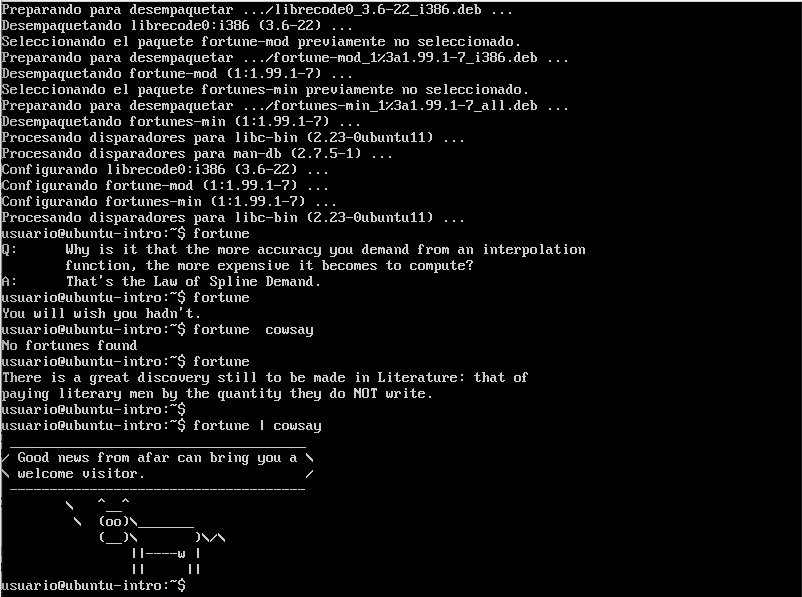 Preparando para desempaquetar .../librecode0_3.6-22_i386.deb ...
Desempaquetando librecode0:i386 (3.6-22) ...
Seleccionando el paquete fortune-mod previamente no seleccionado.
Preparando para desempaquetar .../fortune-mod_1%3a1.99.1-7_i386.deb ...
Desempaquetando fortune-mod (1:1.99.1-7) ...
Seleccionando el paquete fortunes-min previamente no seleccionado.
Preparando para desempaquetar .../fortunes-min_1%3a1.99.1-7_all.deb ...
Desempaquetando fortunes-min (1:1.99.1-7) ...
Procesando disparadores para libc-bin (2.23-0ubuntu11) ...
Procesando disparadores para man-db (2.7.5-1) ...
Configurando librecode0:i386 (3.6-22) ...
Configurando fortune-mod (1:1.99.1-7) ...
Configurando fortunes-min (1:1.99.1-7) ...
Procesando disparadores para libc-bin (2.23-0ubuntu11) ...
usuario@ubuntu-intro:~$ fortune
Q:      Why is it that the more accuracy you demand from an interpolation
        function, the more expensive it becomes to compute?
A:      That's the Law of Spline Demand.
usuario@ubuntu-intro:~$ fortune
You will wish you hadn't.
usuario@ubuntu-intro:~$ fortune  cowsay
No fortunes found
usuario@ubuntu-intro:~$ fortune
There is a great discovery still to be made in Literature: that of
paying literary men by the quantity they do NOT write.
usuario@ubuntu-intro:~$
usuario@ubuntu-intro:~$ fortune | cowsay
 _____________________________________
/ Good news from afar can bring you a \
\ welcome visitor.                    /
 -------------------------------------
        \   ^__^
         \  (oo)\_______
            (__)\       )\/\
                ||----w |
                ||     ||
usuario@ubuntu-intro:~$